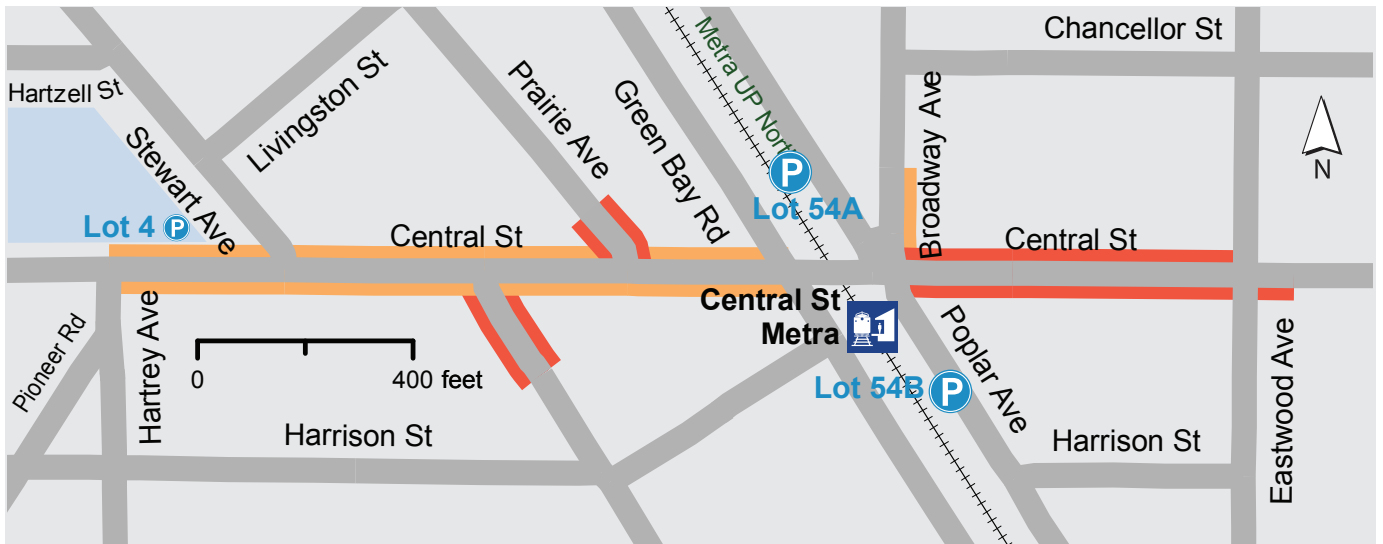 Chancellor St
Hartzell St
Stewart Ave
Livingston St
Prairie Ave
Green Bay Rd
Metra UP North
P
Lot 54A
Broadway Ave
N
Lot 4
P
Central St
Central St
Central St
Metra
Pioneer Rd
Hartrey Ave
0
400 feet
Lot 54B
P
Poplar Ave
Eastwood Ave
Harrison St
Harrison St